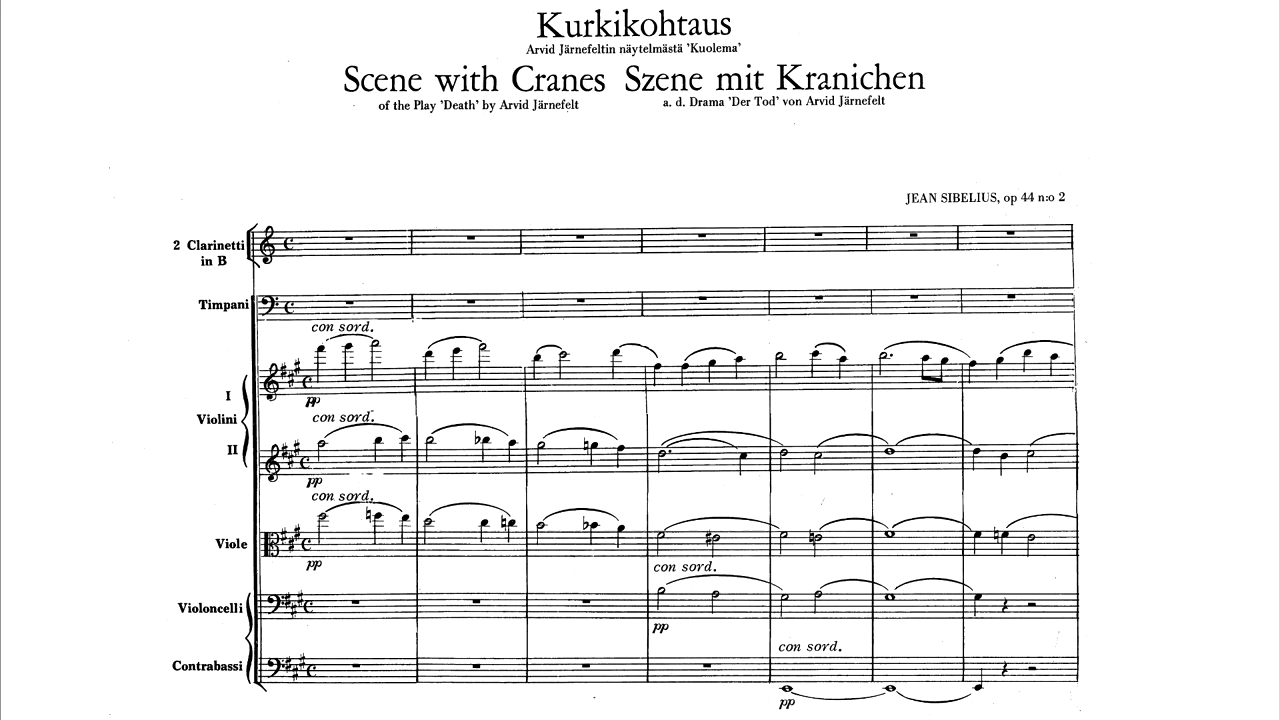 Kurkikohtaus
Arvid Järnefeltin näytelmästä 'Kuolema'
Scene with Cranes Szene mit Kranichen
of the Play 'Death' by Arvid Järnefelt a. d. Drama 'Der Tod' von Arvid Järnefelt
JEAN SIBELIUS, op 44 n:o 2
2 Clarinetti
in B
Timpani
con sord.
I
pp
Violini
con sord.
II
pp
con sord.
Viole
pp
con sord.
Violoncelli
pp
con sord.
Contrabassi
pp